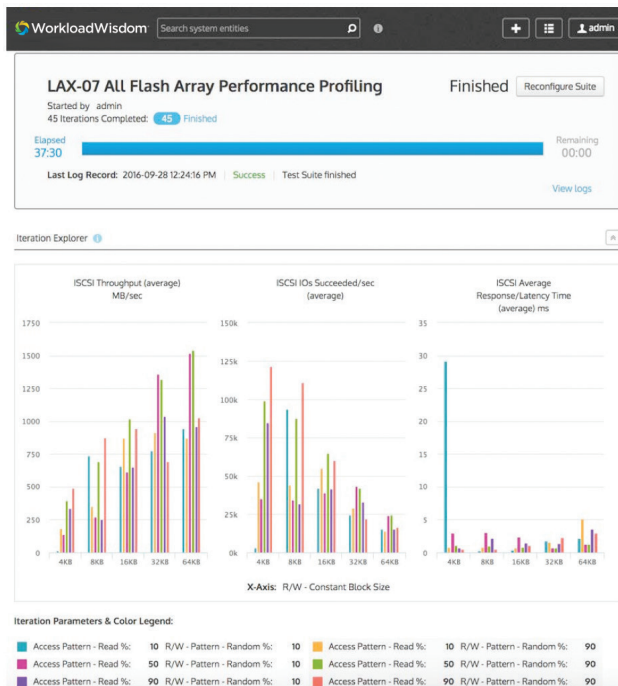 WorkloadWisdom Search system entities admin
LAX-07 All Flash Array Performance Profiling Finished Reconfigure Suite
Started by admin
45 Iterations Completed: 45 Finished
Elapsed Remaining
37:30 00:00
Last Log Record: 2016-09-28 12:24:16 PM Success Test Suite finished
View logs
Iteration Explorer
ISCSI Throughput (average)
MB/sec
1750
1500
1250
1000
750
500
250
0
4KB 8KB 16KB 32KB 64KB
ISCSI IOs Succeeded/sec
(average)
150k
125k
100k
75k
50k
25k
0k
4KB 8KB 16KB 32KB 64KB
ISCSI Average
Response/Latency Time
(average) ms
35
30
25
20
15
10
5
0
4KB 8KB 16KB 32KB 64KB
X-Axis: R/W - Constant Block Size
Iteration Parameters & Color Legend:
Access Pattern - Read %: 10 R/W - Pattern - Random %: 10 Access Pattern - Read %: 10 R/W - Pattern - Random %: 90
Access Pattern - Read %: 50 R/W - Pattern - Random %: 10 Access Pattern - Read %: 50 R/W - Pattern - Random %: 90
Access Pattern - Read %: 90 R/W - Pattern - Random %: 10 Access Pattern - Read %: 90 R/W - Pattern - Random %: 90